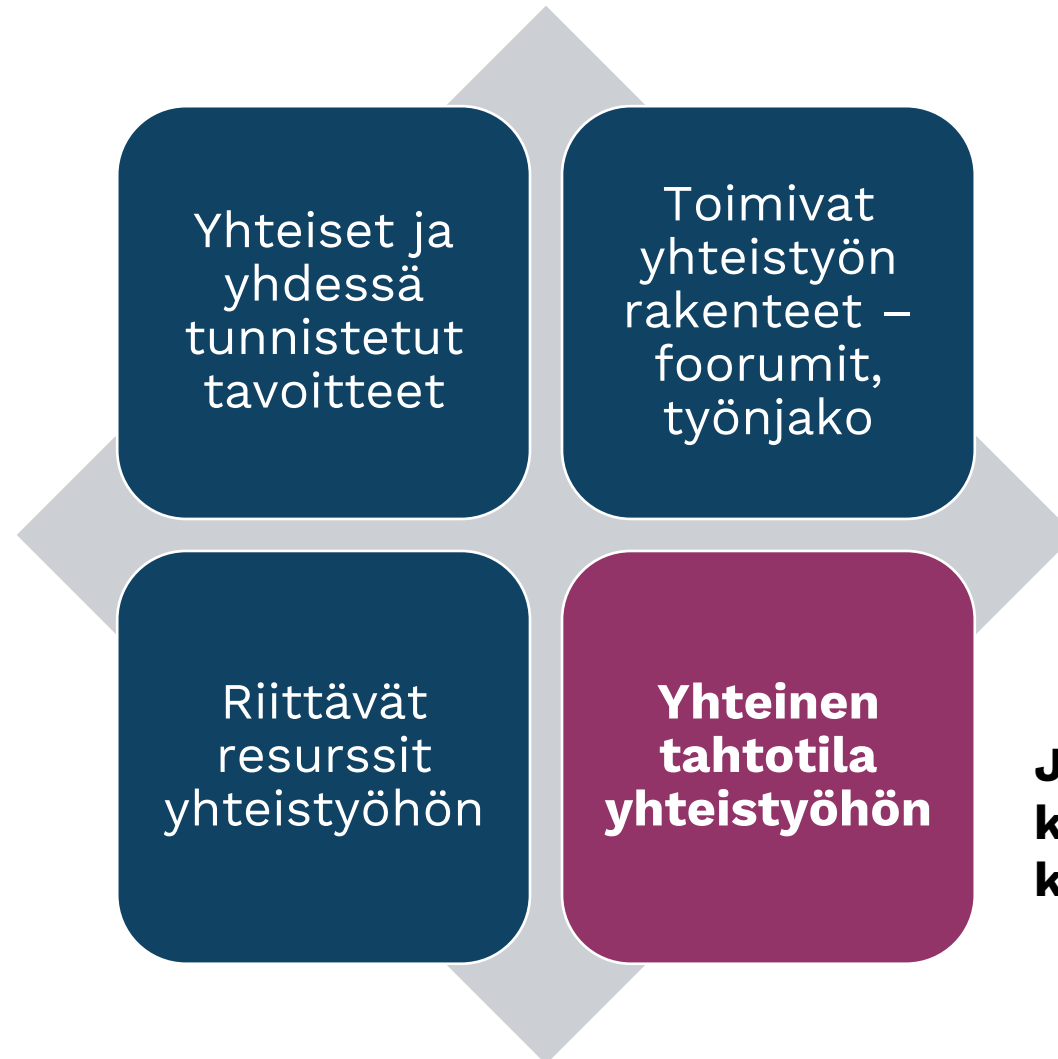 Yhteiset ja
yhdessä
tunnistetut
tavoitteet
Toimivat
yhteistyön
rakenteet –
foorumit,
työnjako
Riittävät
resurssit
yhteistyöhön
Yhteinen
tahtotila
yhteistyöhön